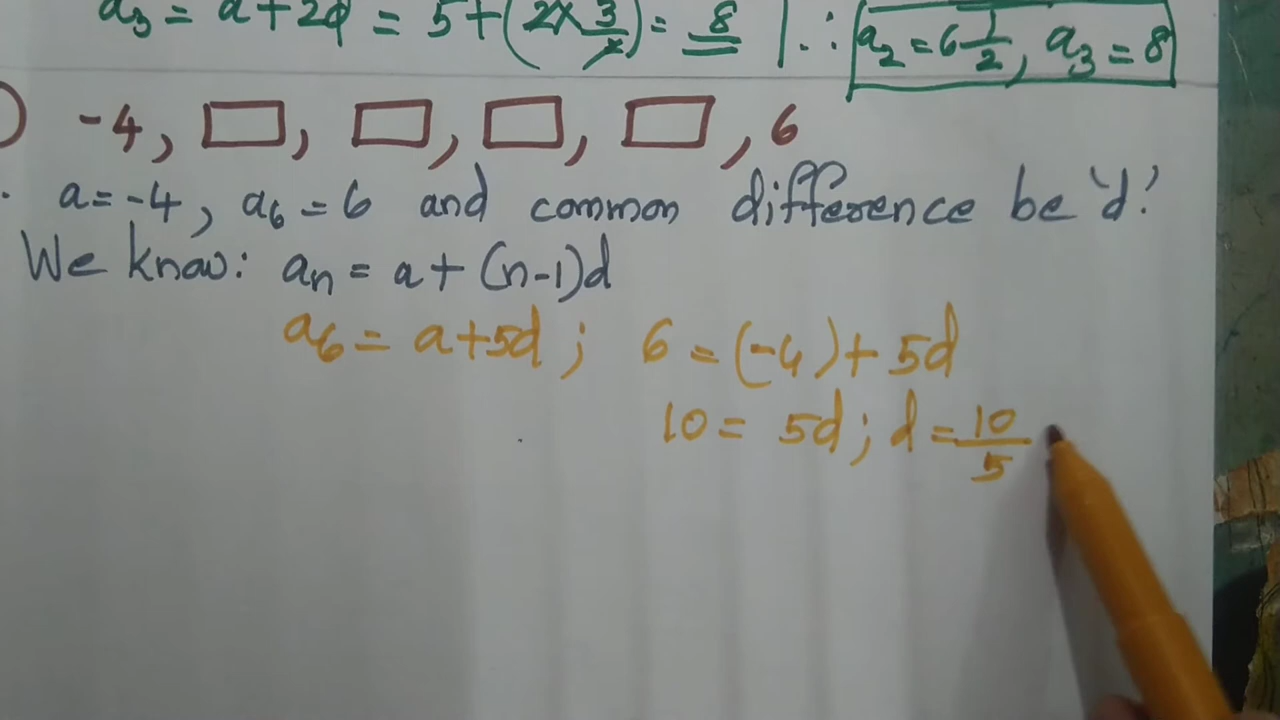 a₃ = a + 2d = 5 + (2 × 3/2) = 8 | ∴ a₂ = 6 1/2, a₃ = 8
-4, □, □, □, □, 6
a = -4, a₆ = 6 and common difference be 'd'.
We know: aₙ = a + (n-1)d
a₆ = a + 5d ; 6 = (-4) + 5d
10 = 5d ; d = 10/5